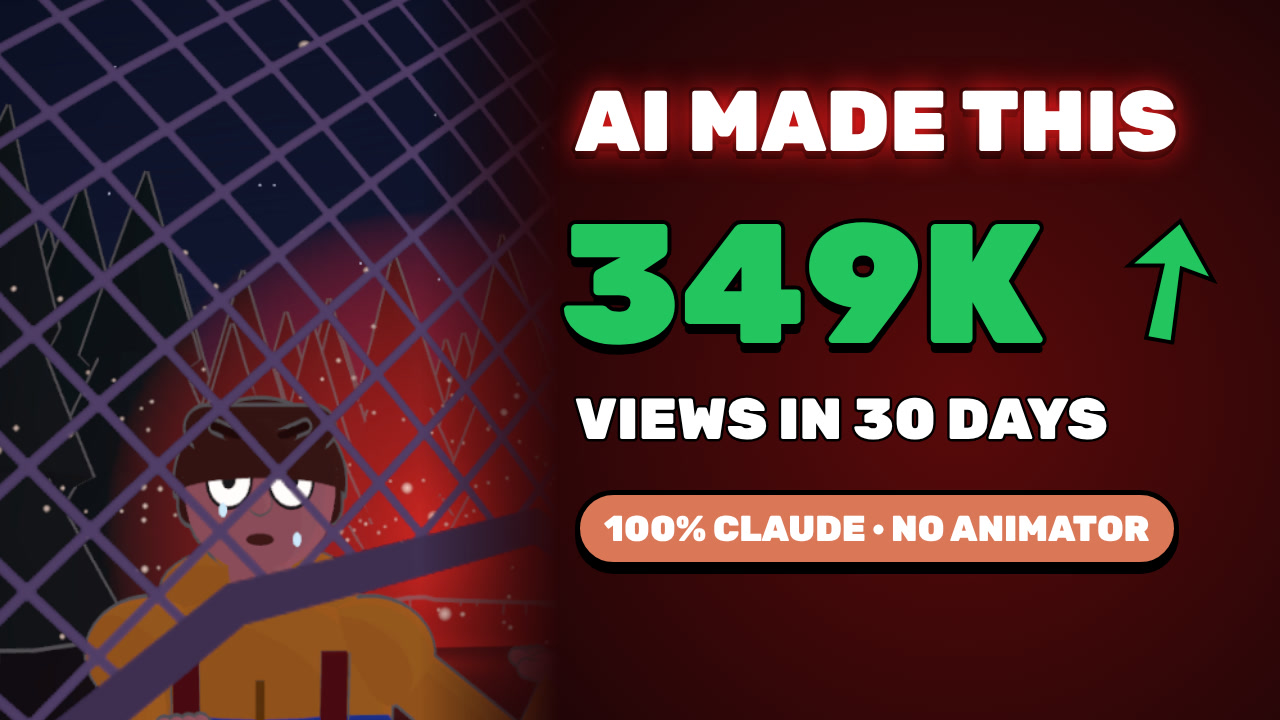 AI MADE THIS
349K
VIEWS IN 30 DAYS
100% CLAUDE • NO ANIMATOR